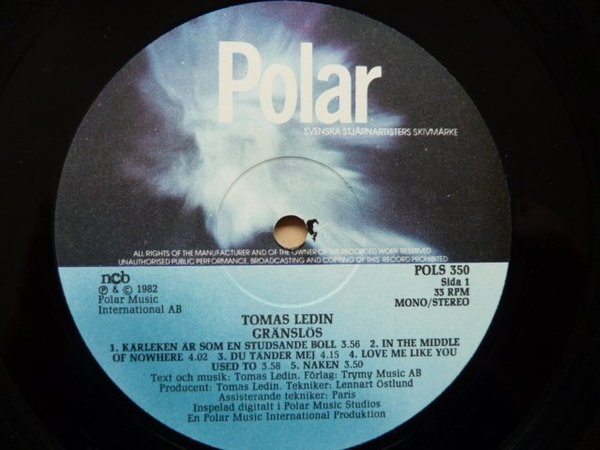 Polar
SVENSKA STJÄRNARTISTERS SKIVMÄRKE
ALL RIGHTS OF THE MANUFACTURER AND OF THE OWNER OF THE RECORDED WORK RESERVED
UNAUTHORISED PUBLIC PERFORMANCE, BROADCASTING AND COPYING OF THIS RECORD PROHIBITED
ncb
Ⓟ & © 1982
Polar Music
International AB
POLS 350
Sida 1
33 RPM
MONO/STEREO
TOMAS LEDIN
GRÄNSLÖS
1. KÄRLEKEN ÄR SOM EN STUDSANDE BOLL 3.56 2. IN THE MIDDLE
OF NOWHERE 4.02 3. DU TÄNDER MEJ 4.15 4. LOVE ME LIKE YOU
USED TO 3.58 5. NAKEN 3.50
Text och musik: Tomas Ledin. Förlag: Trymy Music AB
Producent: Tomas Ledin. Tekniker: Lennart Östlund
Assisterande tekniker: Paris
Inspelad digitalt i Polar Music Studios
En Polar Music International Produktion